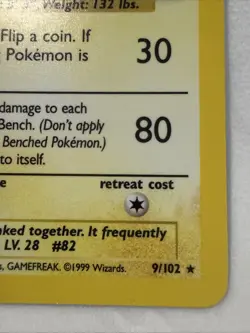 Weight: 132 lbs.
Flip a coin. If
Pokémon is
30
damage to each
Bench. (Don't apply
Benched Pokémon.)
to itself.
80
retreat cost
together. It frequently
LV. 28 #82
GAMEFREAK. ©1999 Wizards.
9/102 ★